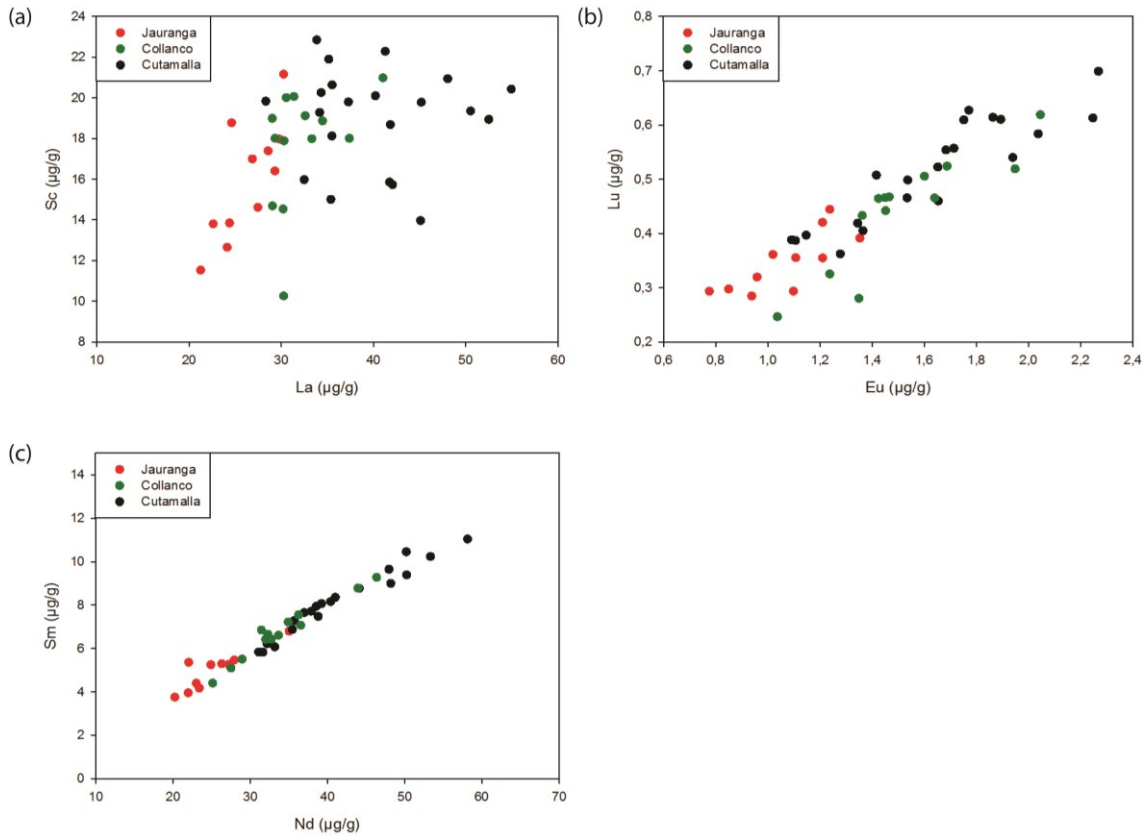 (a)
24
22
20
18
16
14
12
10
8
Sc (µg/g)
Jauranga
Collanco
Cutamalla
10 20 30 40 50 60
La (µg/g)
(b)
0,8
0,7
0,6
0,5
0,4
0,3
0,2
Lu (µg/g)
Jauranga
Collanco
Cutamalla
0,6 0,8 1,0 1,2 1,4 1,6 1,8 2,0 2,2 2,4
Eu (µg/g)
(c)
14
12
10
8
6
4
2
0
Sm (µg/g)
Jauranga
Collanco
Cutamalla
10 20 30 40 50 60 70
Nd (µg/g)